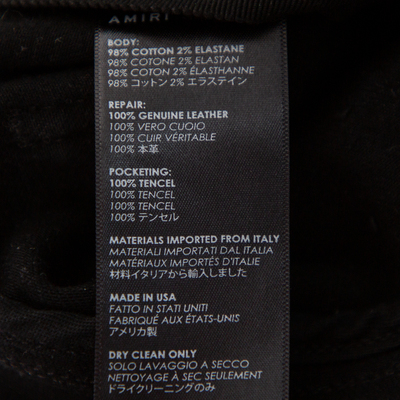 AMIRI
BODY:
98% COTTON 2% ELASTANE
98% COTONE 2% ELASTAN
98% COTON 2% ÉLASTHANNE
98% コットン 2% エラステイン
REPAIR:
100% GENUINE LEATHER
100% VERO CUOIO
100% CUIR VÉRITABLE
100% 本革
POCKETING:
100% TENCEL
100% TENCEL
100% TENCEL
100% テンセル
MATERIALS IMPORTED FROM ITALY
MATERIALI IMPORTATI DAL ITALIA
MATÉRIAUX IMPORTÉS D'ITALIE
材料イタリアから輸入しました
MADE IN USA
FATTO IN STATI UNITI
FABRIQUÉ AUX ÉTATS-UNIS
アメリカ製
DRY CLEAN ONLY
SOLO LAVAGGIO A SECCO
NETTOYAGE À SEC SEULEMENT
ドライクリーニングのみ